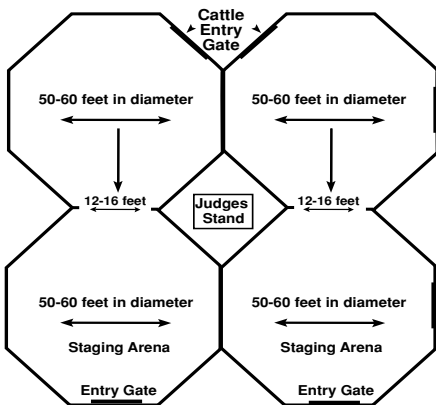 Cattle
Entry
Gate
50-60 feet in diameter
50-60 feet in diameter
12-16 feet
Judges
Stand
12-16 feet
50-60 feet in diameter
50-60 feet in diameter
Staging Arena
Staging Arena
Entry Gate
Entry Gate